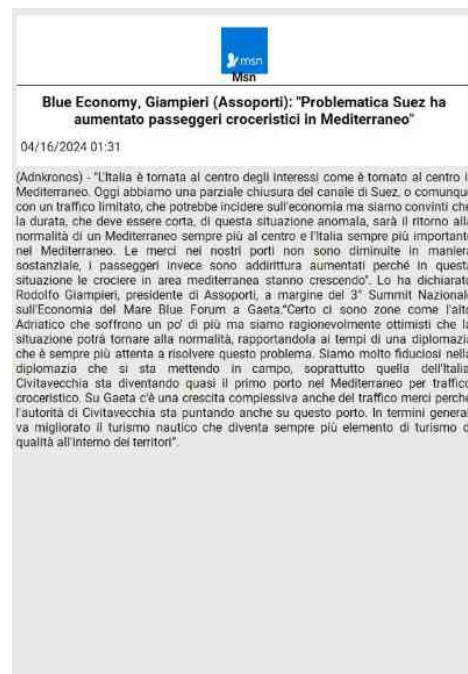 msn
Msn
Blue Economy, Giampieri (Assoporti): "Problematica Suez ha
aumentato passeggeri croceristici in Mediterraneo"
04/16/2024 01:31
(Adnkronos) - "L'Italia è tornata al centro degli interessi come è tornato al centro i
Mediterraneo. Oggi abbiamo una parziale chiusura del canale di Suez, o comunqu
con un traffico limitato, che potrebbe incidere sull'economia ma siamo convinti che
la durata, che deve essere corta, di questa situazione anomala, sarà il ritorno all
normalità di un Mediterraneo sempre più al centro e l'Italia sempre più important
nel Mediterraneo. Le merci nei nostri porti non sono diminuite in manier
sostanziale, i passeggeri invece sono addirittura aumentati perché in quest
situazione le crociere in area mediterranea stanno crescendo". Lo ha dichiarat
Rodolfo Giampieri, presidente di Assoporti, a margine del 3° Summit Nazional
sull'Economia del Mare Blue Forum a Gaeta."Certo ci sono zone come l'alto
Adriatico che soffrono un po' di più ma siamo ragionevolmente ottimisti che l
situazione potrà tornare alla normalità, rapportandola ai tempi di una diplomazi
che è sempre più attenta a risolvere questo problema. Siamo molto fiduciosi nella
diplomazia che si sta mettendo in campo, soprattutto quella dell'Italia
Civitavecchia sta diventando quasi il primo porto nel Mediterraneo per traffic
croceristico. Su Gaeta c'è una crescita complessiva anche del traffico merci perché
l'autorità di Civitavecchia sta puntando anche su questo porto. In termini general
va migliorato il turismo nautico che diventa sempre più elemento di turismo d
qualità all'interno dei territori".